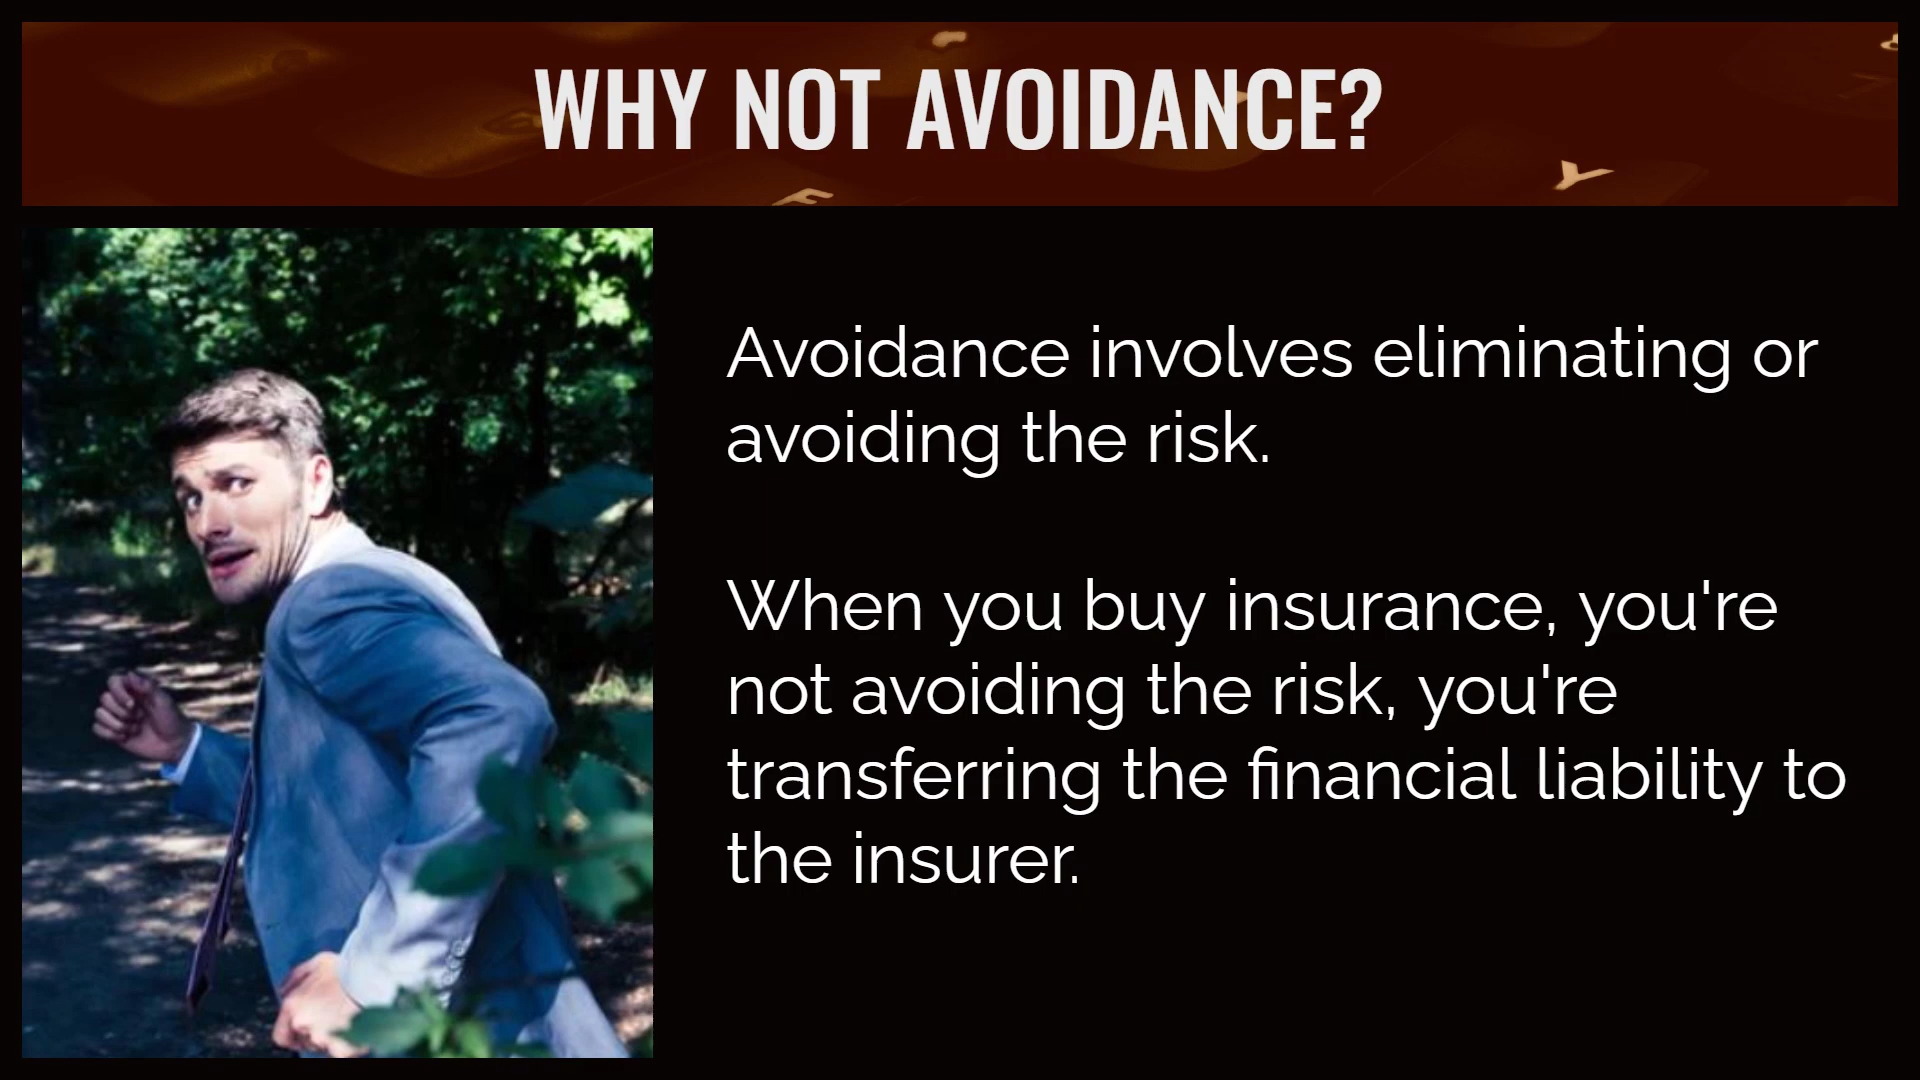 WHY NOT AVOIDANCE?
Avoidance involves eliminating or
avoiding the risk.
When you buy insurance, you're
not avoiding the risk, you're
transferring the financial liability to
the insurer.